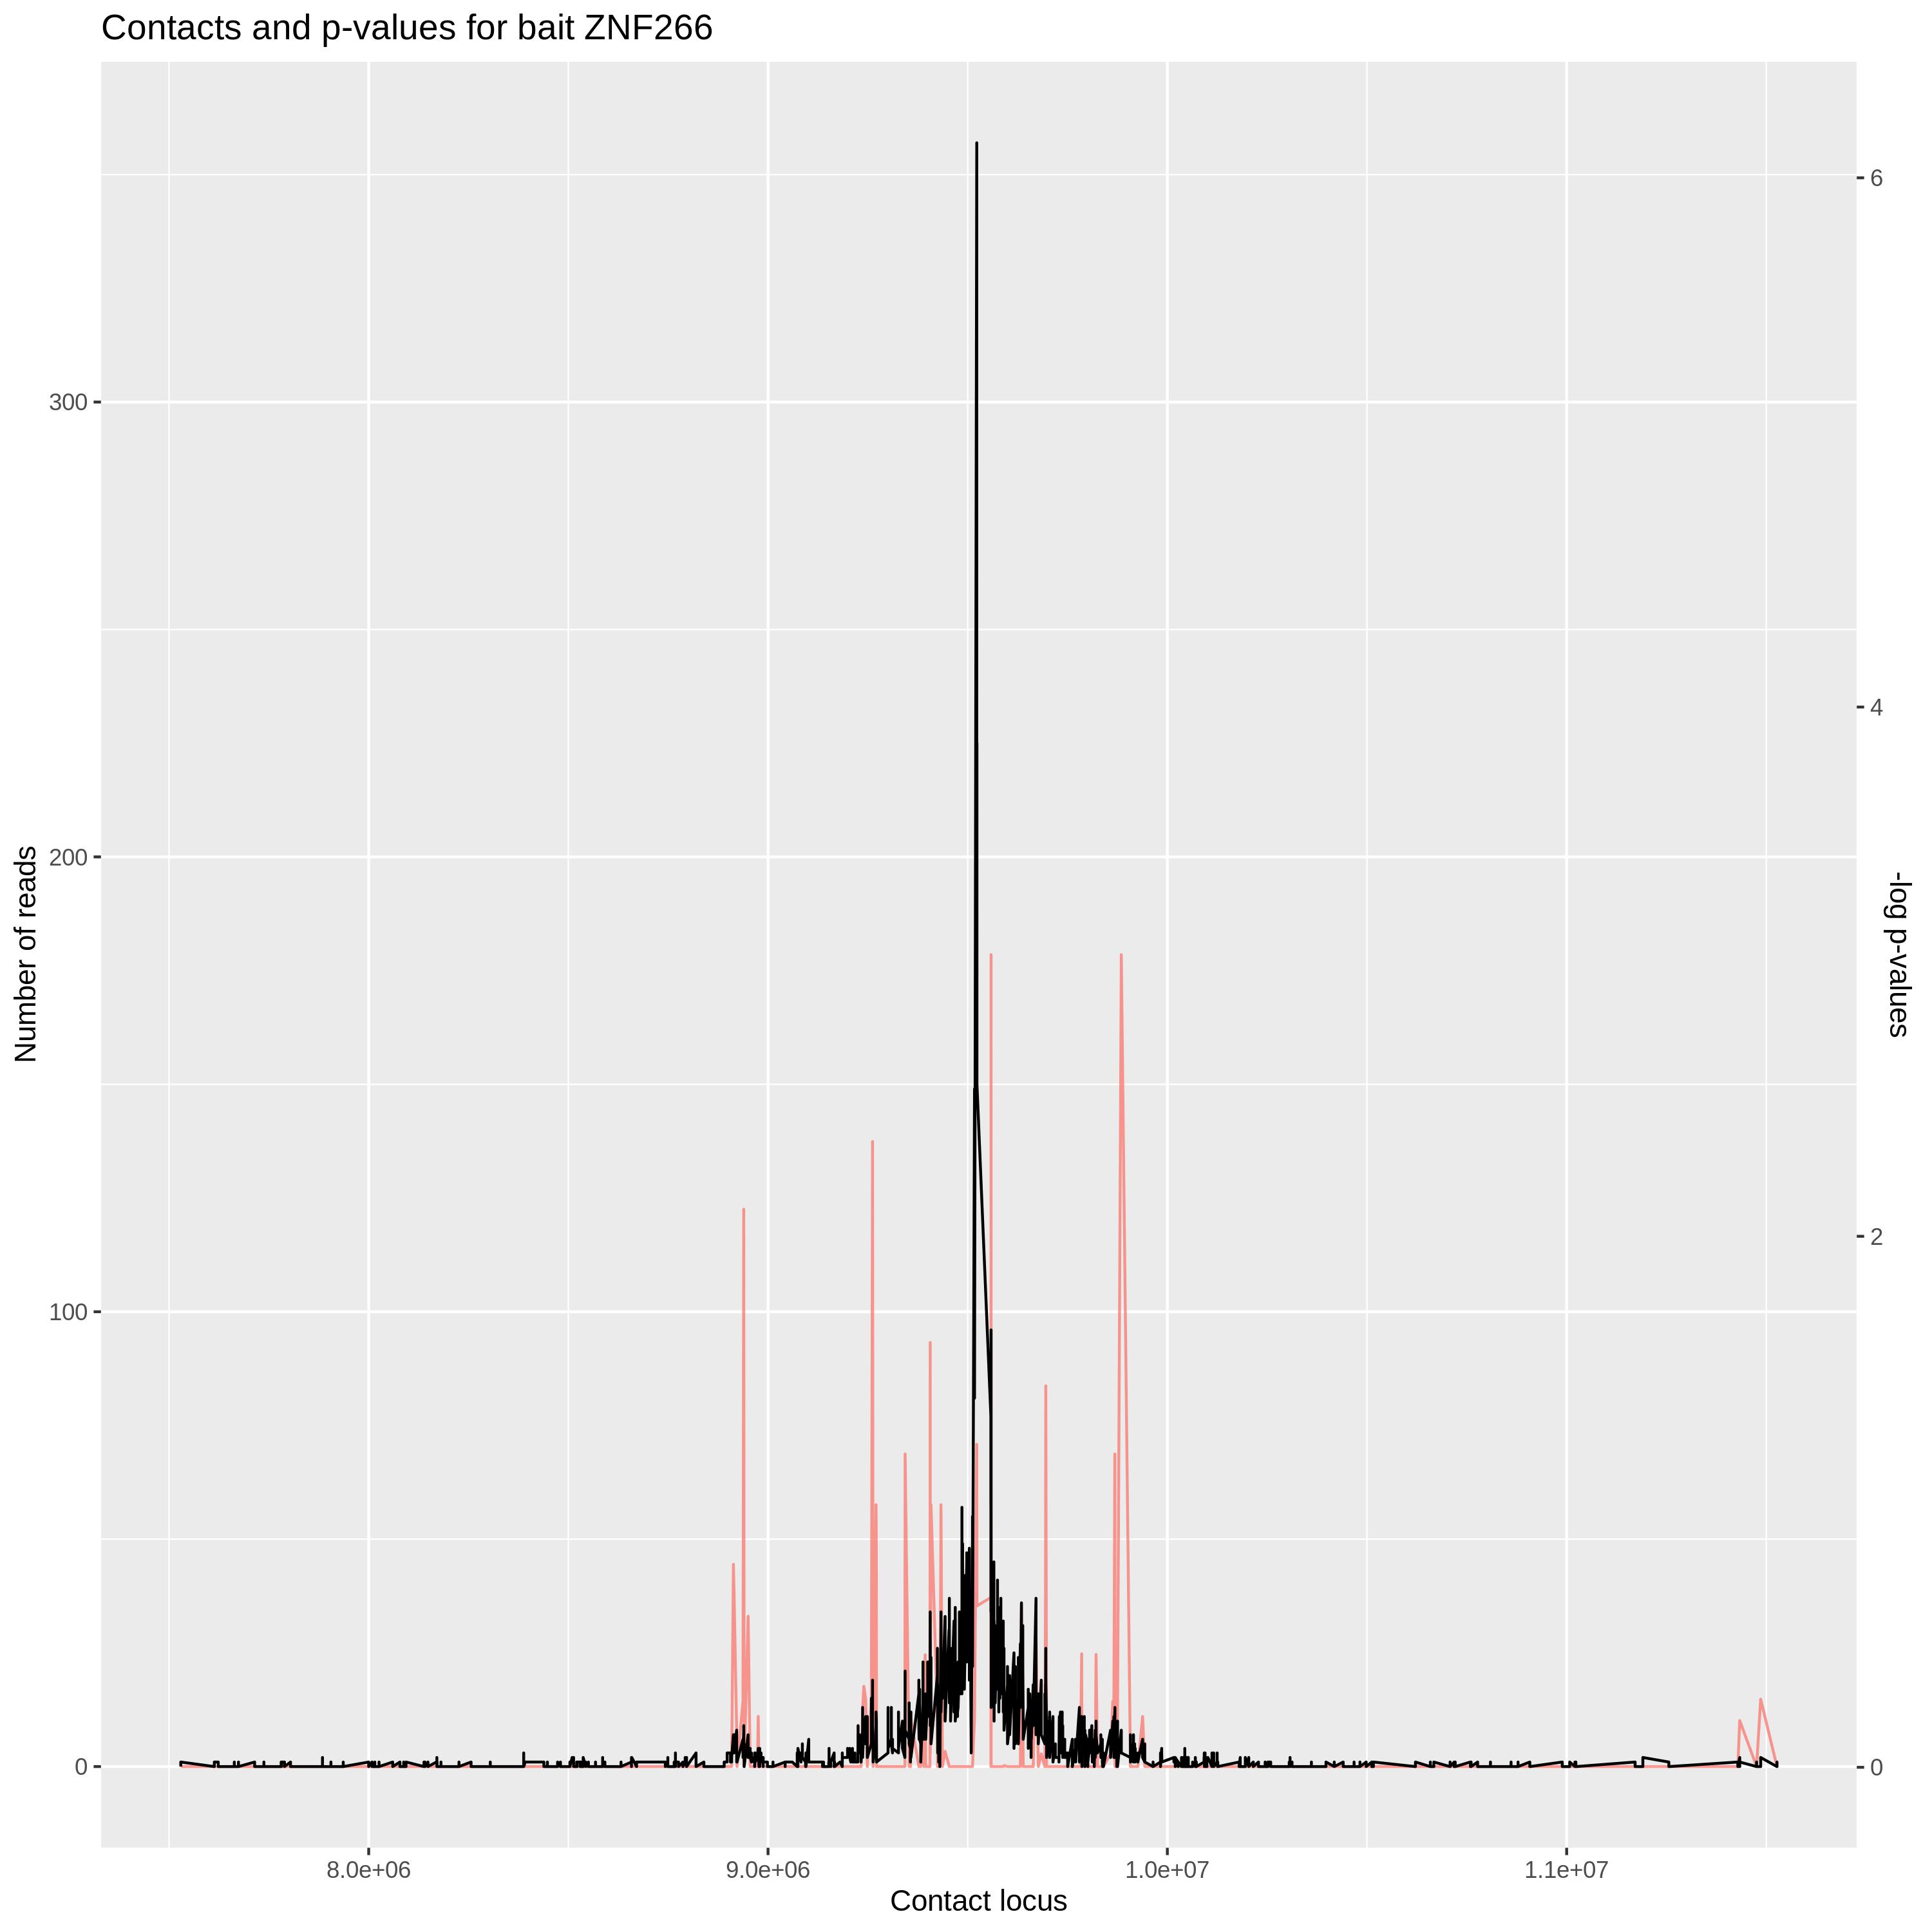 Contacts and p-values for bait ZNF266
Number of reads
300
200
100
0
6
4
2
0
-log p-values
8.0e+06
9.0e+06
1.0e+07
1.1e+07
Contact locus